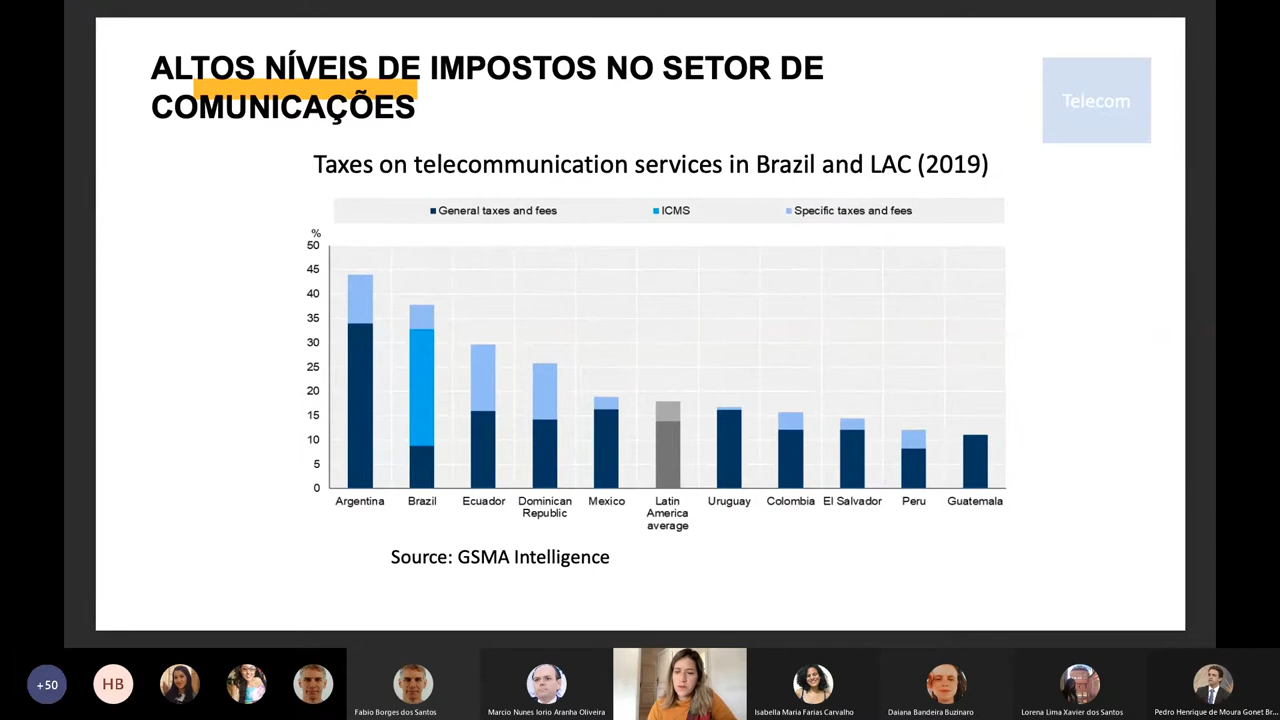 ALTOS NÍVEIS DE IMPOSTOS NO SETOR DE
COMUNICAÇÕES
Telecom
Taxes on telecommunication services in Brazil and LAC (2019)
General taxes and fees
ICMS
Specific taxes and fees
%
50
45
40
35
30
25
20
15
10
5
0
Argentina
Brazil
Ecuador
Dominican
Republic
Mexico
Latin
America
average
Uruguay
Colombia
El Salvador
Peru
Guatemala
Source: GSMA Intelligence
+50
HB
Fabio Borges dos Santos
Marcio Nunes Iorio Aranha Oliveira
Isabella Maria Farias Carvalho
Daiana Bandeira Buzinaro
Lorena Lima Xavier dos Santos
Pedro Henrique de Moura Gonet Br...